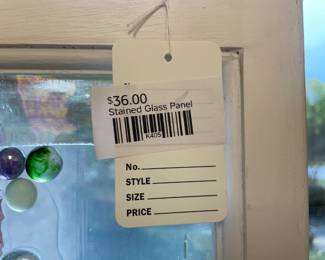 $36.00
Stained Glass Panel
K405
No.
STYLE
SIZE
PRICE